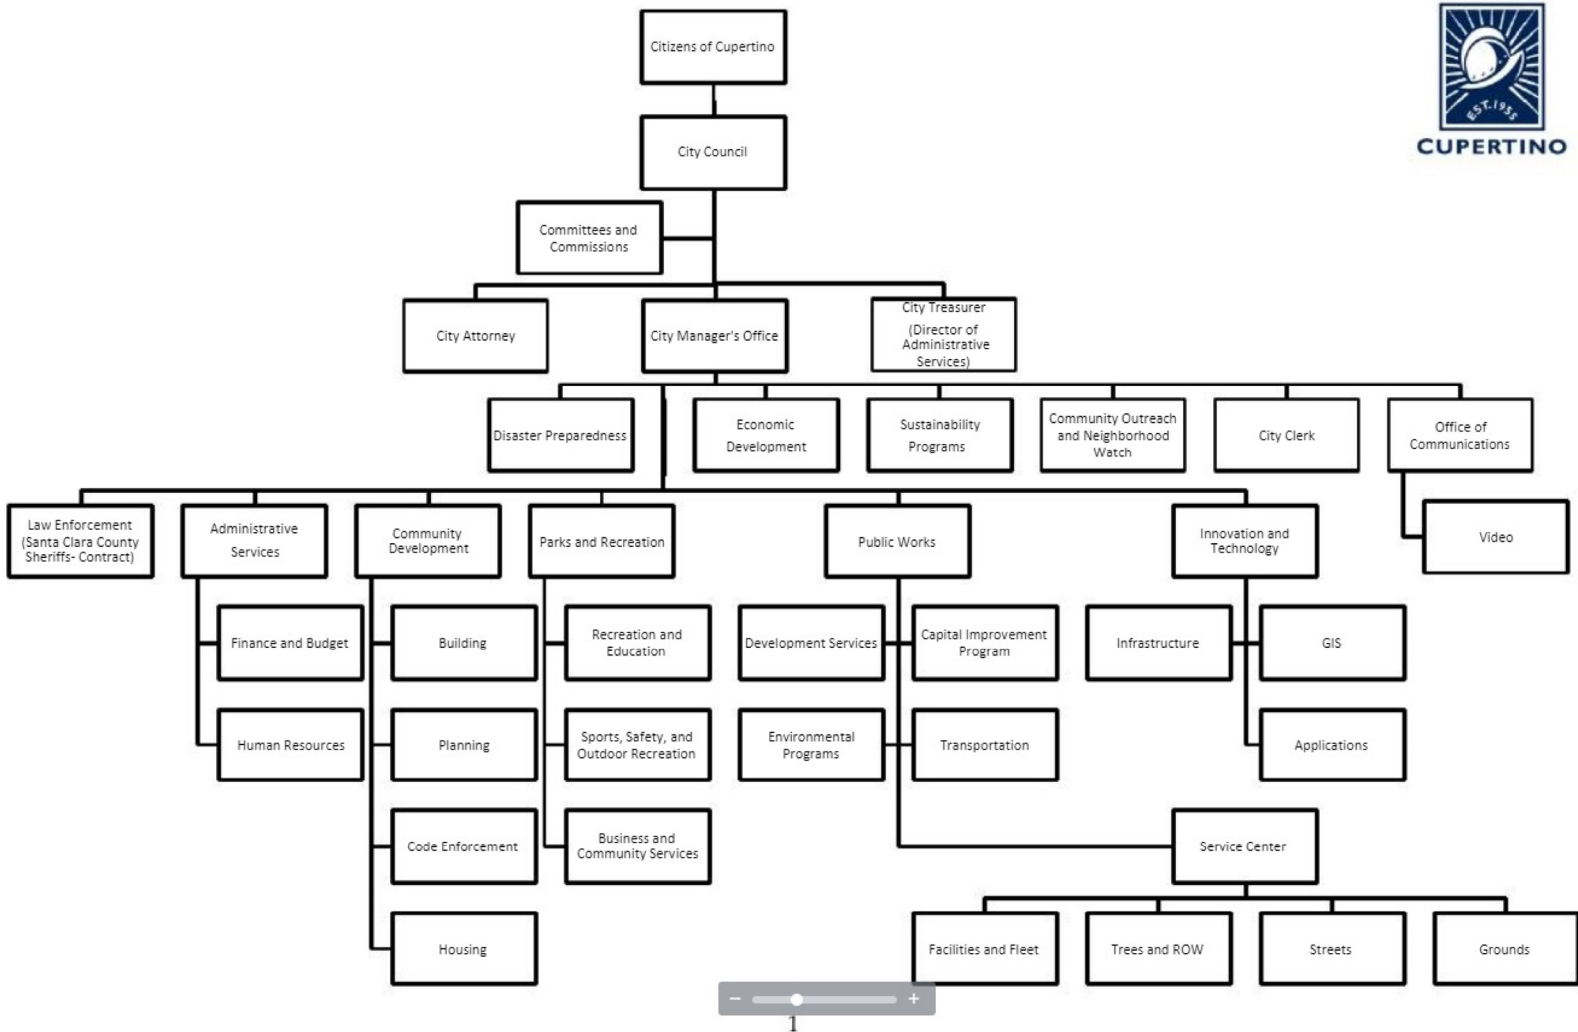 Citizens of Cupertino
EST. 1955
CUPERTINO
City Council
Committees and
Commissions
City Attorney
City Manager's Office
City Treasurer
(Director of
Administrative
Services)
Disaster Preparedness
Economic
Development
Sustainability
Programs
Community Outreach
and Neighborhood
Watch
City Clerk
Office of
Communications
Law Enforcement
(Santa Clara County
Sheriffs- Contract)
Administrative
Services
Community
Development
Parks and Recreation
Public Works
Innovation and
Technology
Video
Finance and Budget
Building
Recreation and
Education
Development Services
Capital Improvement
Program
Infrastructure
GIS
Human Resources
Planning
Sports, Safety, and
Outdoor Recreation
Environmental
Programs
Transportation
Applications
Code Enforcement
Business and
Community Services
Service Center
Housing
Facilities and Fleet
Trees and ROW
Streets
Grounds
1